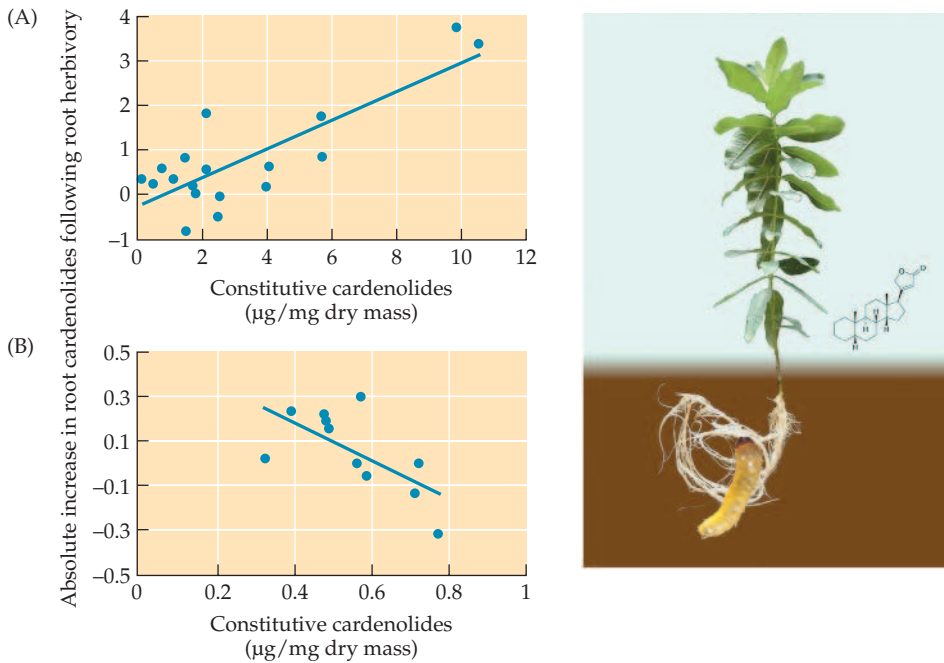 (A)
Absolute increase in root cardenolides following root herbivory
4
3
2
1
0
–1
0 2 4 6 8 10 12
Constitutive cardenolides
(µg/mg dry mass)
(B)
0.5
0.3
0.1
–0.1
–0.3
–0.5
0 0.2 0.4 0.6 0.8 1
Constitutive cardenolides
(µg/mg dry mass)
O
O
H
H H
H